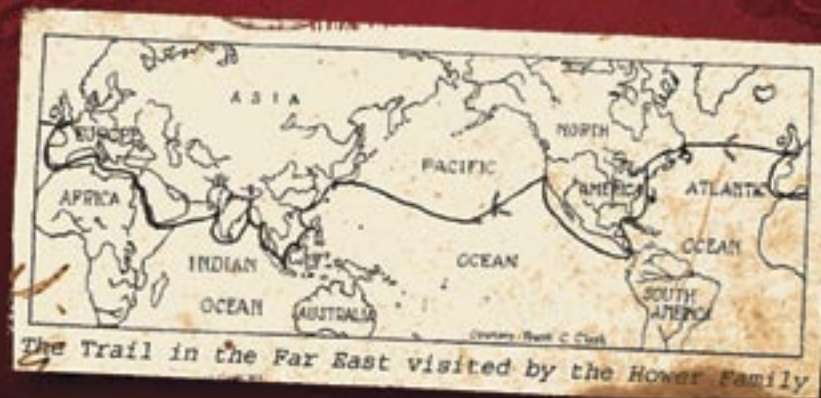 ASIA
EUROPE
NORTH
PACIFIC
AFRICA
AMERICA
ATLANTIC
INDIAN
OCEAN
OCEAN
OCEAN
SOUTH
AMERICA
AUSTRALIA
C. Clark
The Trail in the Far East visited by the Hower Family